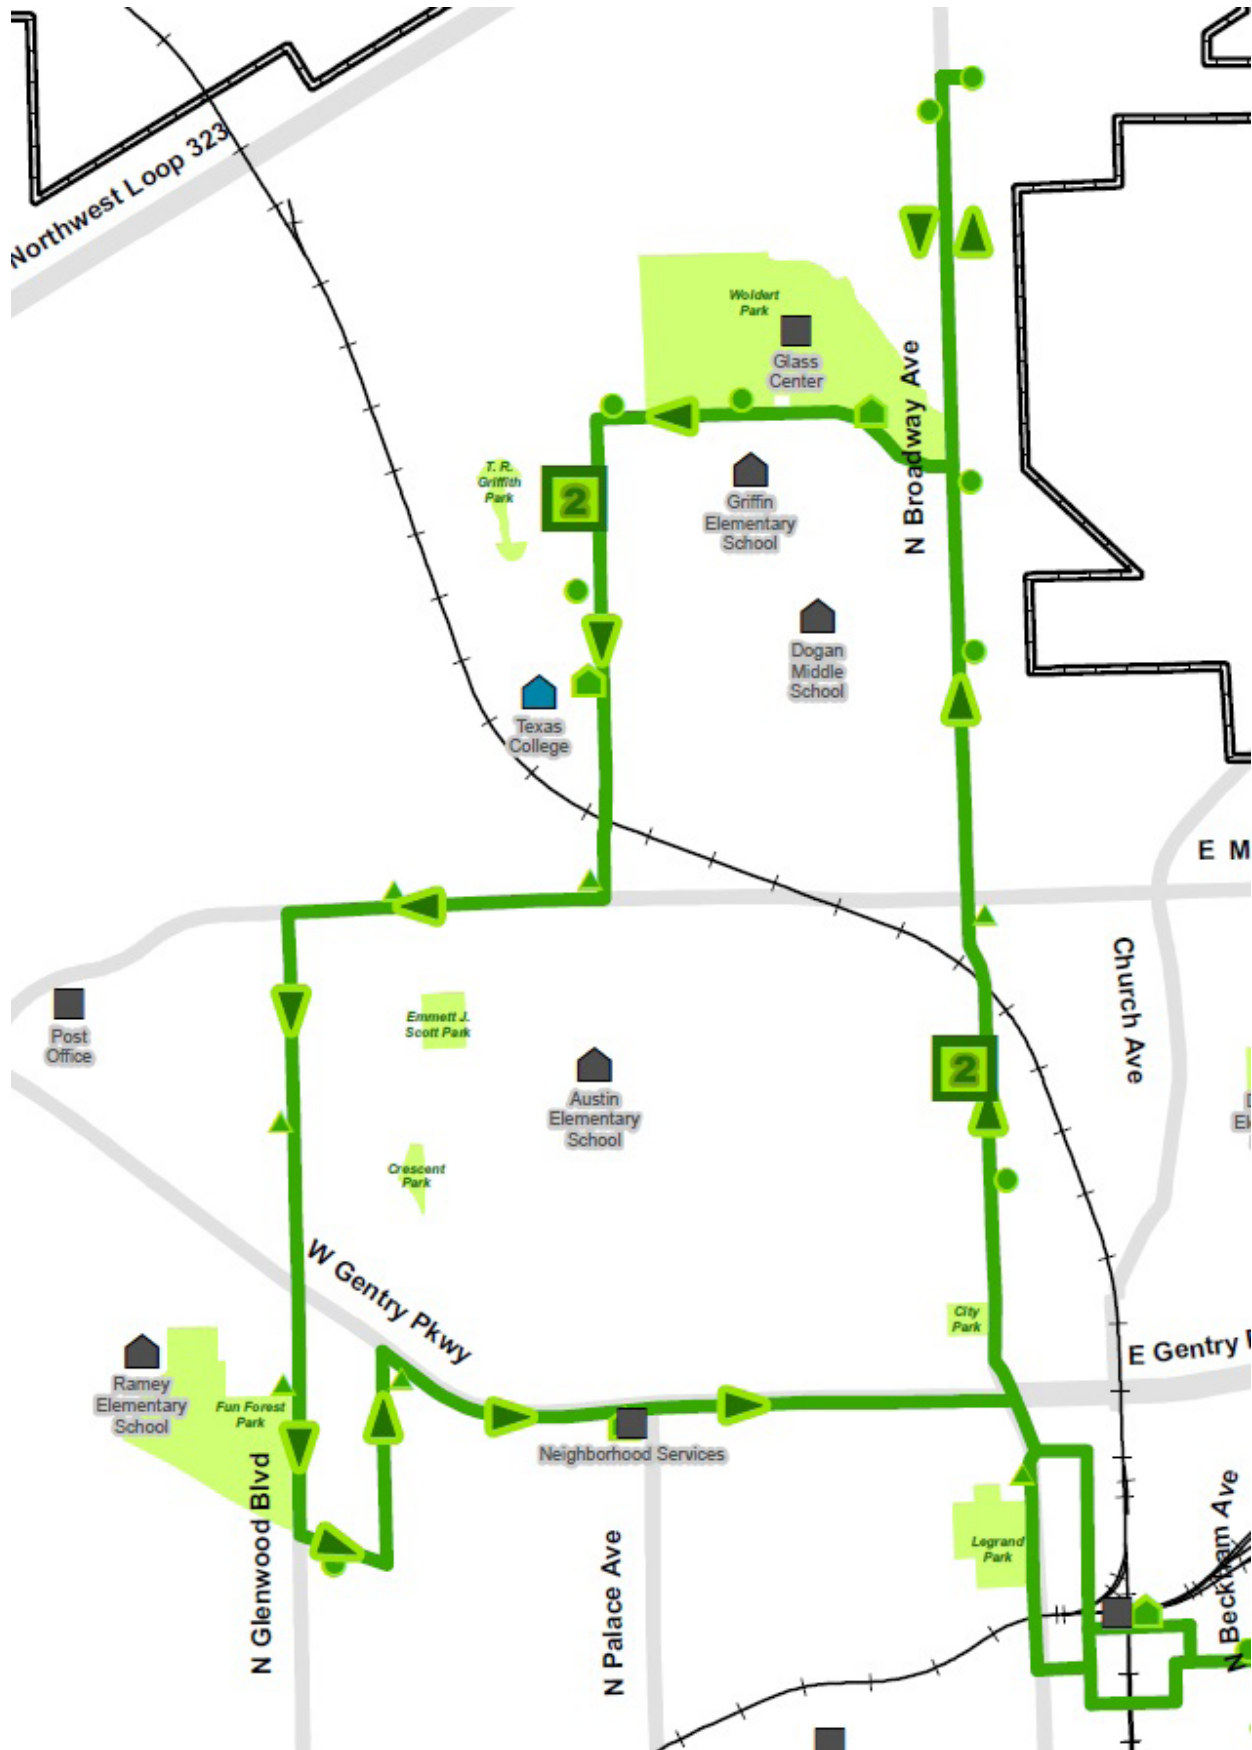 Northwest Loop 323
Woldert
Park
Glass
Center
N Broadway Ave
T. R.
Griffith
Park
2
Griffin
Elementary
School
Dogan
Middle
School
Texas
College
E M
Church Ave
Post
Office
Emmett J.
Scott Park
Austin
Elementary
School
2
Crescent
Park
W Gentry Pkwy
City
Park
E Gentry
Ramey
Elementary
School
Fun Forest
Park
Neighborhood Services
N Glenwood Blvd
N Palace Ave
Legrand
Park
N Beckham Ave